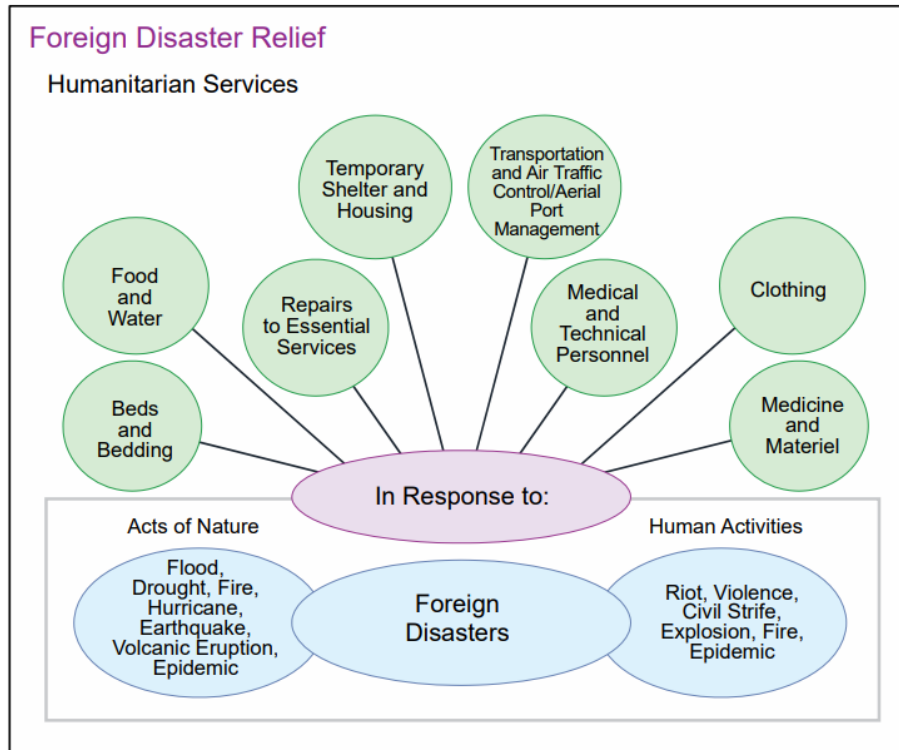 Foreign Disaster Relief
Humanitarian Services
Temporary
Shelter and
Housing
Transportation
and Air Traffic
Control/Aerial
Port
Management
Food
and
Water
Repairs
to Essential
Services
Medical
and
Technical
Personnel
Clothing
Beds
and
Bedding
Medicine
and
Materiel
In Response to:
Acts of Nature
Human Activities
Flood,
Drought, Fire,
Hurricane,
Earthquake,
Volcanic Eruption,
Epidemic
Foreign
Disasters
Riot, Violence,
Civil Strife,
Explosion, Fire,
Epidemic